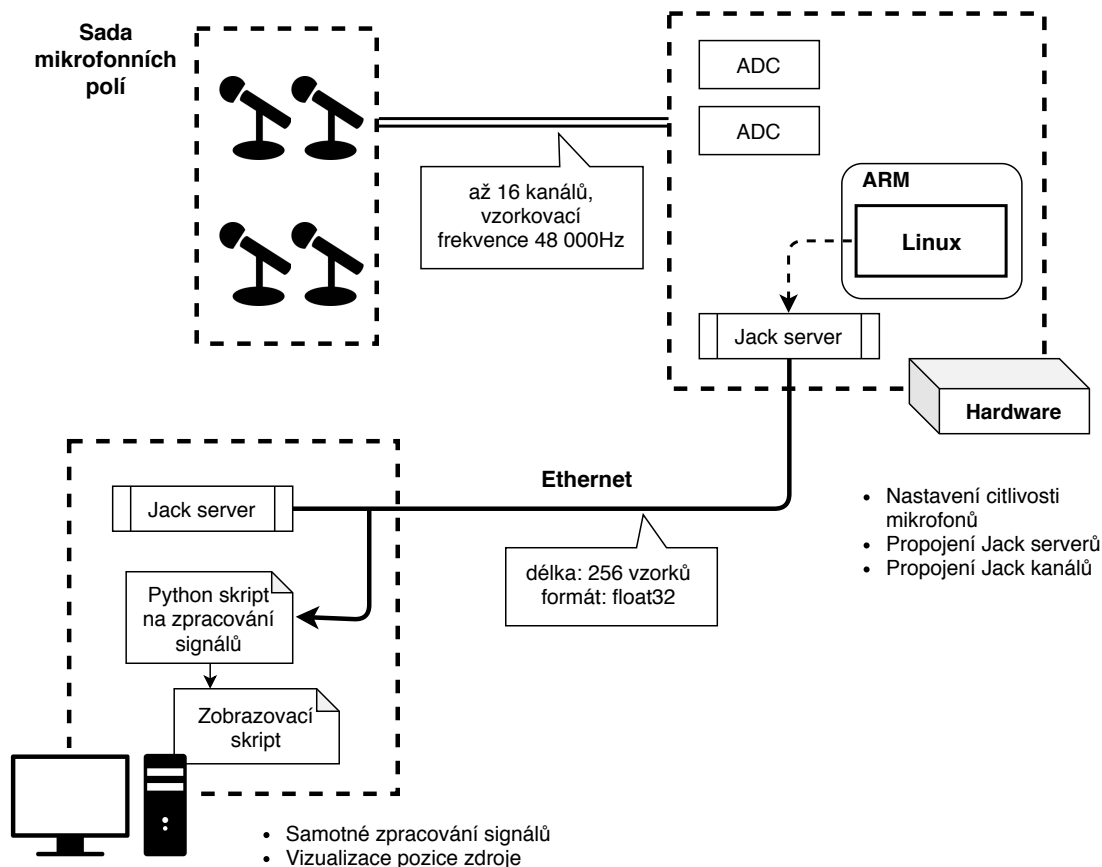 Sada
mikrofonních
polí
ADC
ADC
až 16 kanálů,
vzorkovací
frekvence 48 000Hz
ARM
Linux
Jack server
Hardware
Ethernet
• Nastavení citlivosti
mikrofonů
• Propojení Jack serverů
• Propojení Jack kanálů
Jack server
délka: 256 vzorků
formát: float32
Python skript
na zpracování
signálů
Zobrazovací
skript
• Samotné zpracování signálů
• Vizualizace pozice zdroje